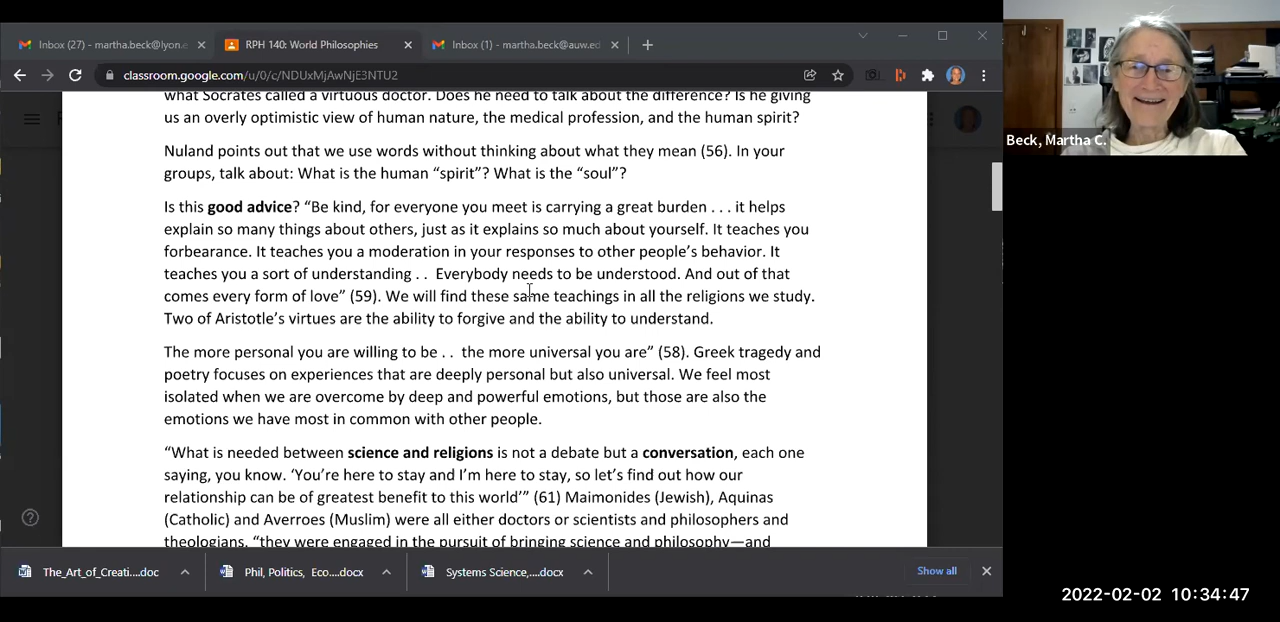 Inbox (27) - martha.beck@lyon.e
RPH 140: World Philosophies
Inbox (1) - martha.beck@auw.ed
classroom.google.com/u/0/c/NDUxMjAwNjE3NTU2
what Socrates called a virtuous doctor. Does he need to talk about the difference? Is he giving
us an overly optimistic view of human nature, the medical profession, and the human spirit?
Nuland points out that we use words without thinking about what they mean (56). In your
groups, talk about: What is the human “spirit”? What is the “soul”?
Is this good advice? “Be kind, for everyone you meet is carrying a great burden . . . it helps
explain so many things about others, just as it explains so much about yourself. It teaches you
forbearance. It teaches you a moderation in your responses to other people’s behavior. It
teaches you a sort of understanding . . Everybody needs to be understood. And out of that
comes every form of love” (59). We will find these same teachings in all the religions we study.
Two of Aristotle’s virtues are the ability to forgive and the ability to understand.
The more personal you are willing to be . . the more universal you are” (58). Greek tragedy and
poetry focuses on experiences that are deeply personal but also universal. We feel most
isolated when we are overcome by deep and powerful emotions, but those are also the
emotions we have most in common with other people.
“What is needed between science and religions is not a debate but a conversation, each one
saying, you know. ‘You’re here to stay and I’m here to stay, so let’s find out how our
relationship can be of greatest benefit to this world’” (61) Maimonides (Jewish), Aquinas
(Catholic) and Averroes (Muslim) were all either doctors or scientists and philosophers and
theologians. “they were engaged in the pursuit of bringing science and philosophy—and
The_Art_of_Creati....doc
Phil, Politics, Eco....docx
Systems Science,....docx
Show all
Beck, Martha C.
2022-02-02 10:34:47